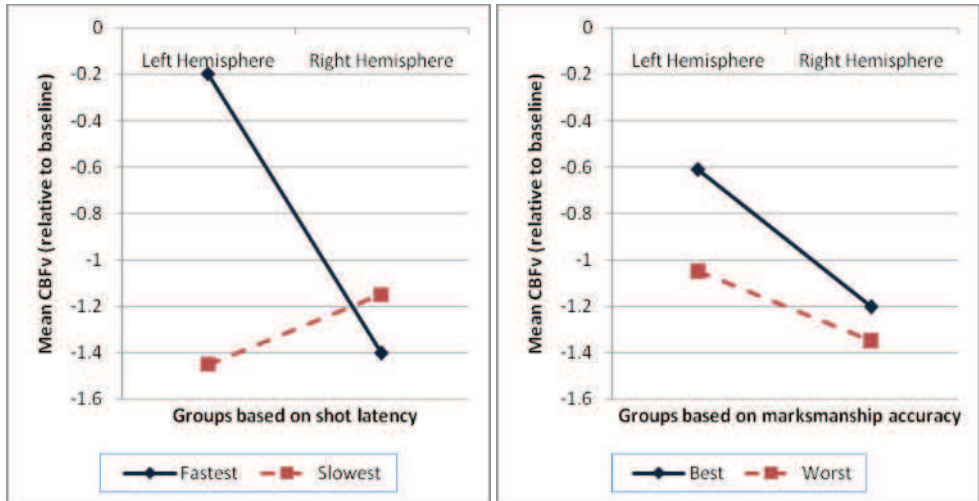 Mean CBFv (relative to baseline)
0
-0.2
-0.4
-0.6
-0.8
-1
-1.2
-1.4
-1.6
Left Hemisphere Right Hemisphere
Groups based on shot latency
Fastest Slowest
Mean CBFv (relative to baseline)
0
-0.2
-0.4
-0.6
-0.8
-1
-1.2
-1.4
-1.6
Left Hemisphere Right Hemisphere
Groups based on marksmanship accuracy
Best Worst